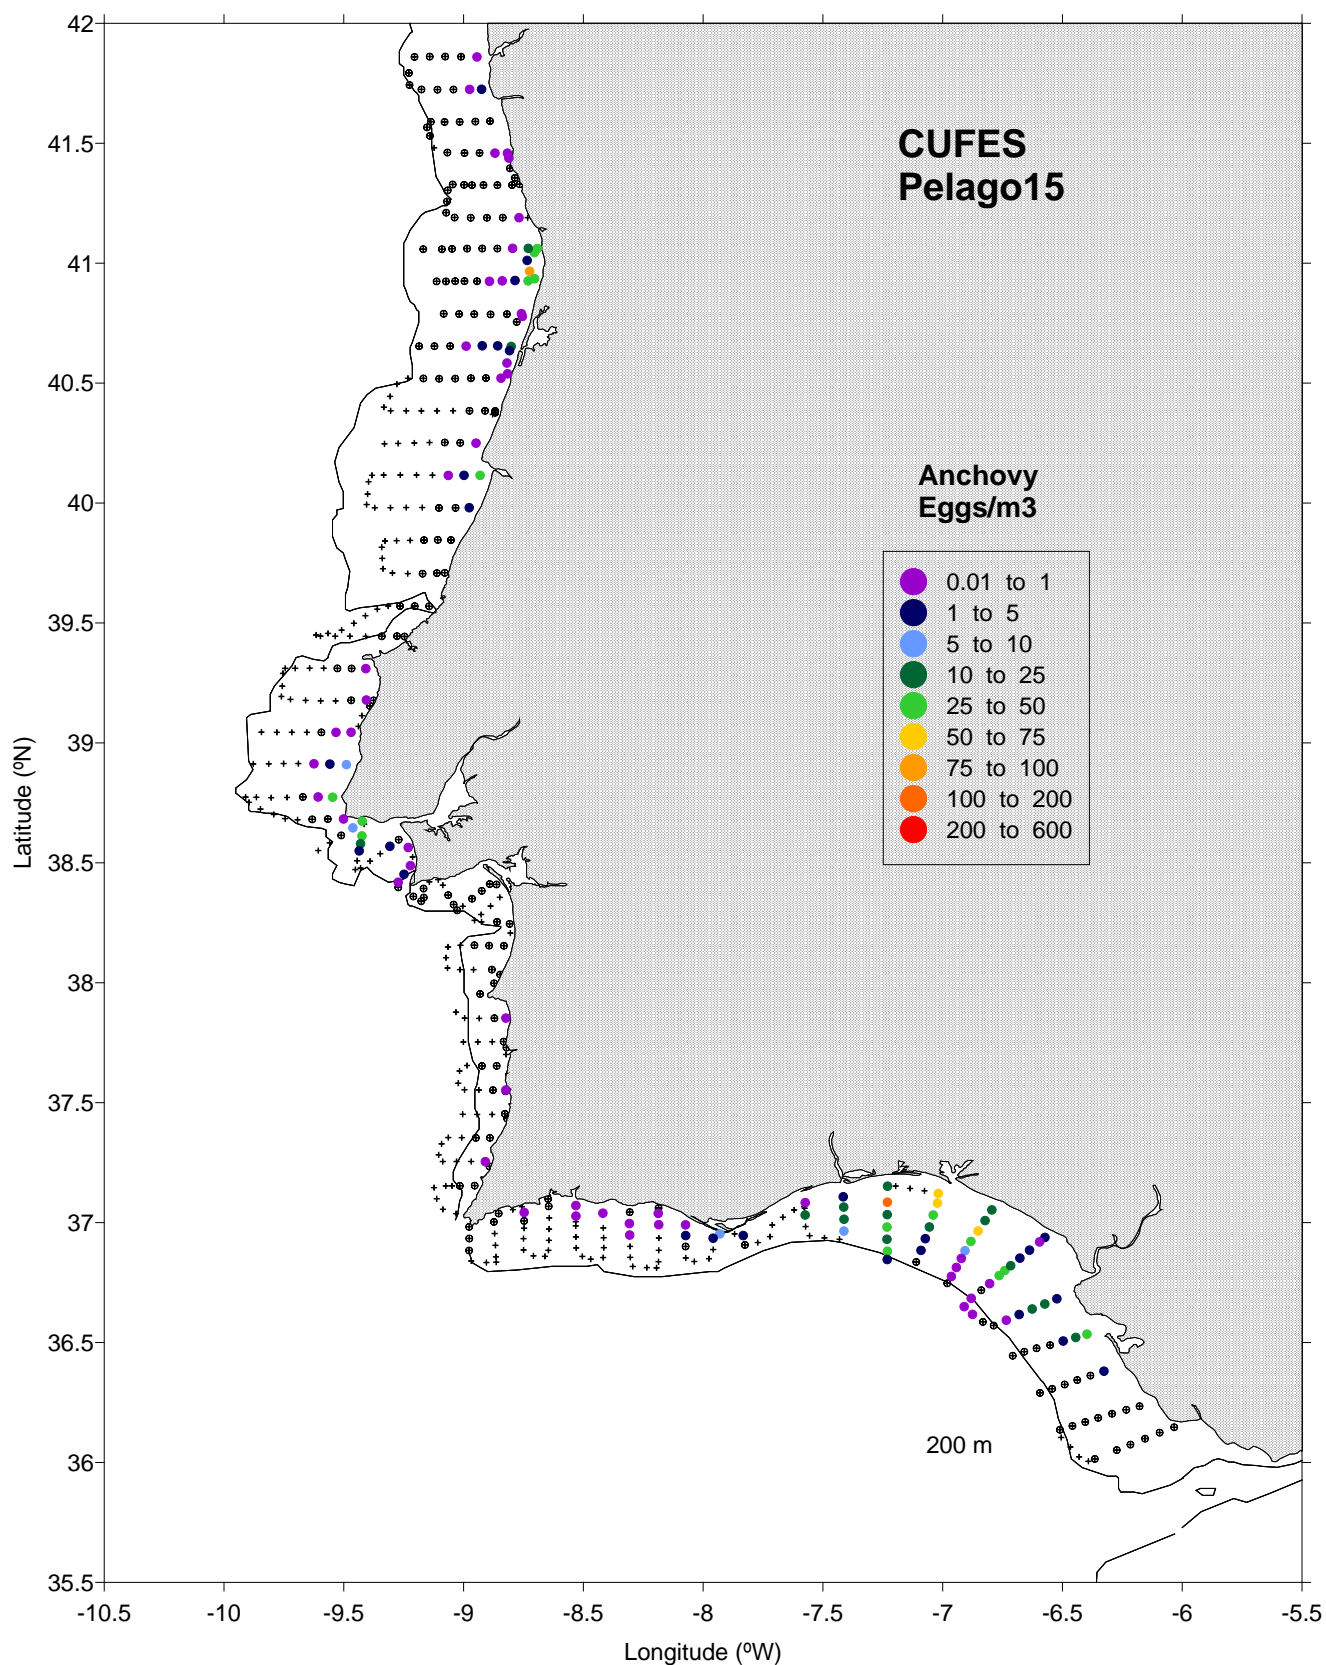 42
41.5
41
40.5
40
39.5
39
38.5
38
37.5
37
36.5
36
35.5
Latitude (ºN)
CUFES
Pelago15
Anchovy
Eggs/m3
0.01 to 1
1 to 5
5 to 10
10 to 25
25 to 50
50 to 75
75 to 100
100 to 200
200 to 600
200 m
-10.5 -10 -9.5 -9 -8.5 -8 -7.5 -7 -6.5 -6 -5.5
Longitude (ºW)